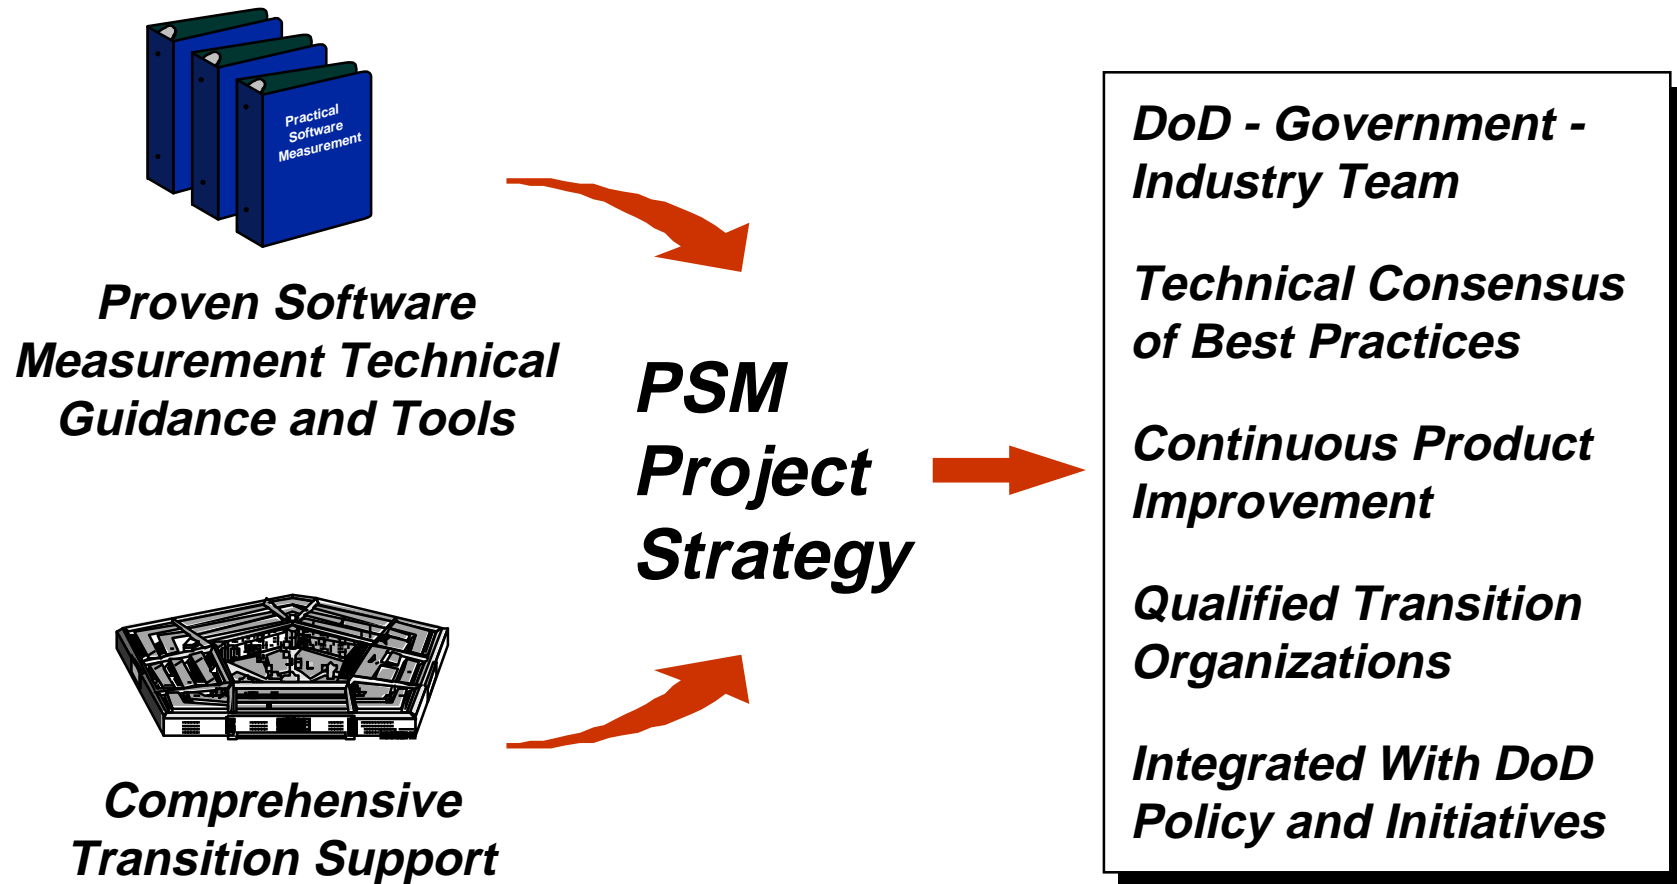 Practical
Software
Measurement
Proven Software
Measurement Technical
Guidance and Tools
Comprehensive
Transition Support
PSM
Project
Strategy
DoD - Government -
Industry Team
Technical Consensus
of Best Practices
Continuous Product
Improvement
Qualified Transition
Organizations
Integrated With DoD
Policy and Initiatives